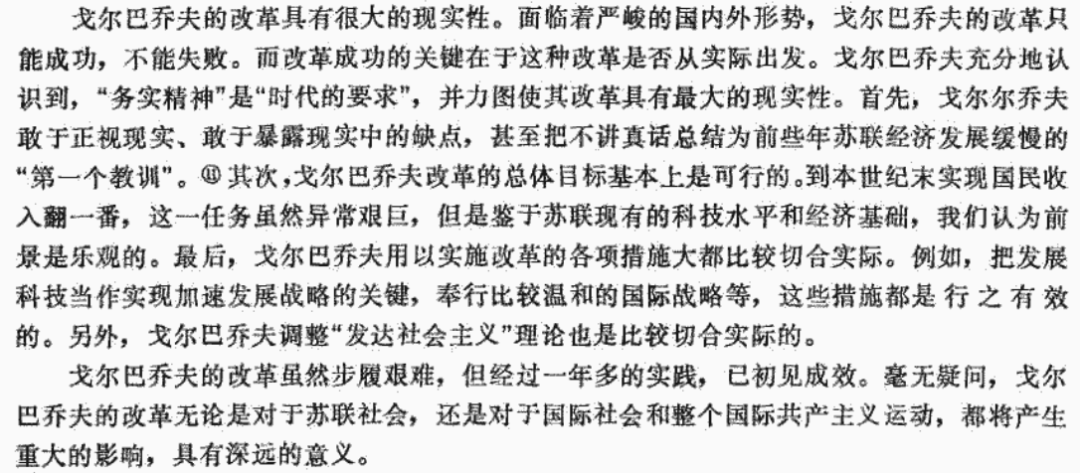 戈尔巴乔夫的改革具有很大的现实性。面临着严峻的国内外形势，戈尔巴乔夫的改革只
能成功，不能失败。而改革成功的关键在于这种改革是否从实际出发。戈尔巴乔夫充分地认
识到，“务实精神”是“时代的要求”，并力图使其改革具有最大的现实性。首先，戈尔尔乔夫
敢于正视现实、敢于暴露现实中的缺点，甚至把不讲真话总结为前些年苏联经济发展缓慢的
“第一个教训”。⑪其次，戈尔巴乔夫改革的总体目标基本上是可行的。到本世纪末实现国民收
入翻一番，这一任务虽然异常艰巨，但是鉴于苏联现有的科技水平和经济基础，我们认为前
景是乐观的。最后，戈尔巴乔夫用以实施改革的各项措施大都比较切合实际。例如，把发展
科技当作实现加速发展战略的关键，奉行比较温和的国际战略等，这些措施都是行之有效
的。另外，戈尔巴乔夫调整“发达社会主义”理论也是比较切合实际的。
戈尔巴乔夫的改革虽然步履艰难，但经过一年多的实践，已初见成效。毫无疑问，戈尔
巴乔夫的改革无论是对于苏联社会，还是对于国际社会和整个国际共产主义运动，都将产生
重大的影响，具有深远的意义。